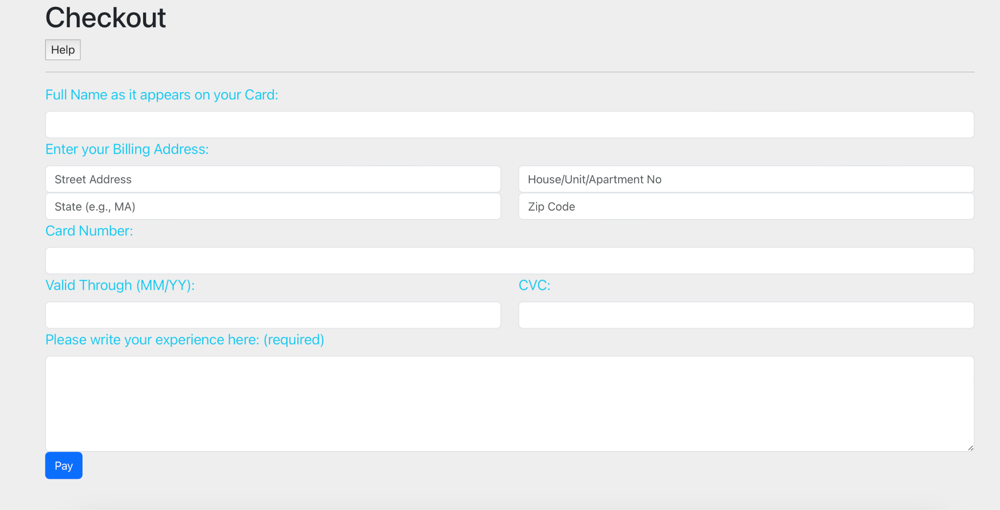 Checkout
Help
Full Name as it appears on your Card:
Enter your Billing Address:
Street Address
House/Unit/Apartment No
State (e.g., MA)
Zip Code
Card Number:
Valid Through (MM/YY):
CVC:
Please write your experience here: (required)
Pay